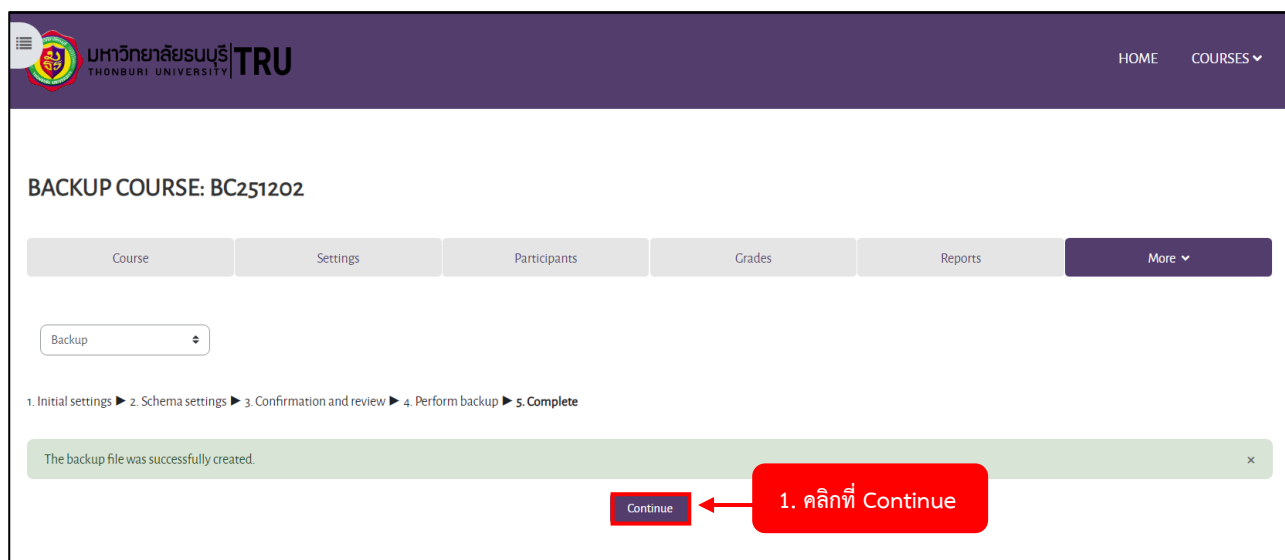 มหาวิทยาลัยธนบุรี TRU
THONBURI UNIVERSITY
HOME COURSES
BACKUP COURSE: BC251202
Course Settings Participants Grades Reports More
Backup
1. Initial settings ► 2. Schema settings ► 3. Confirmation and review ► 4. Perform backup ► 5. Complete
The backup file was successfully created. ×
Continue
1. คลิกที่ Continue